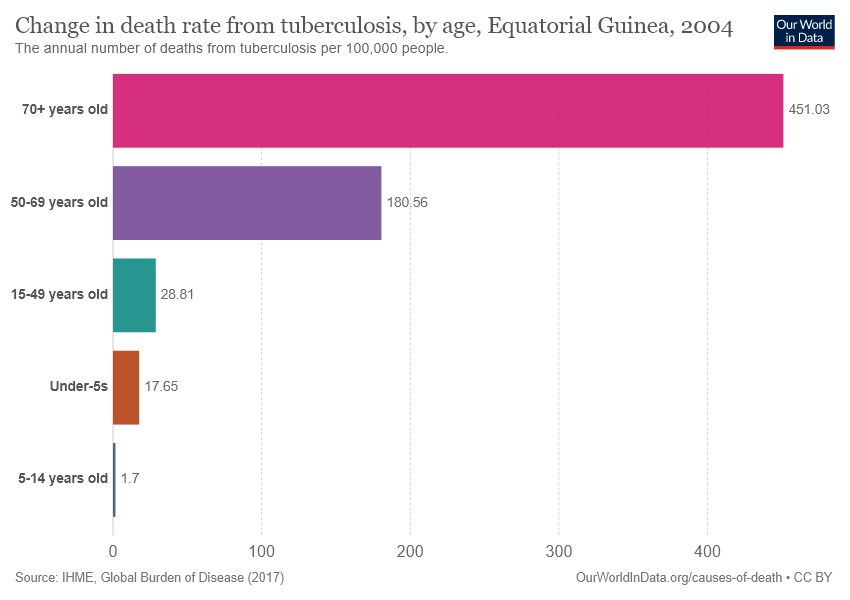 Change in death rate from tuberculosis, by age, Equatorial Guinea, 2004
The annual number of deaths from tuberculosis per 100,000 people.
Our World
in Data
70+ years old
451.03
50-69 years old
180.56
15-49 years old
28.81
Under-5s
17.65
5-14 years old
1.7
0
100
200
300
400
Source: IHME, Global Burden of Disease (2017)
OurWorldInData.org/causes-of-death • CC BY